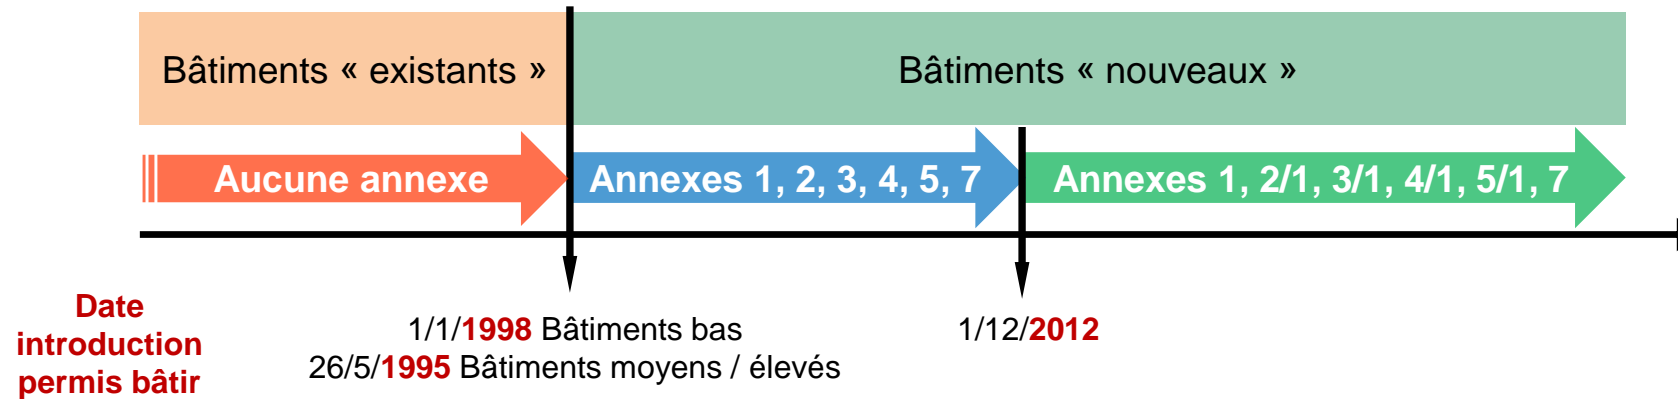 Bâtiments « existants »
Bâtiments « nouveaux »
Aucune annexe
Annexes 1, 2, 3, 4, 5, 7
Annexes 1, 2/1, 3/1, 4/1, 5/1, 7
Date
introduction
permis bâtir
1/1/1998 Bâtiments bas
26/5/1995 Bâtiments moyens / élevés
1/12/2012